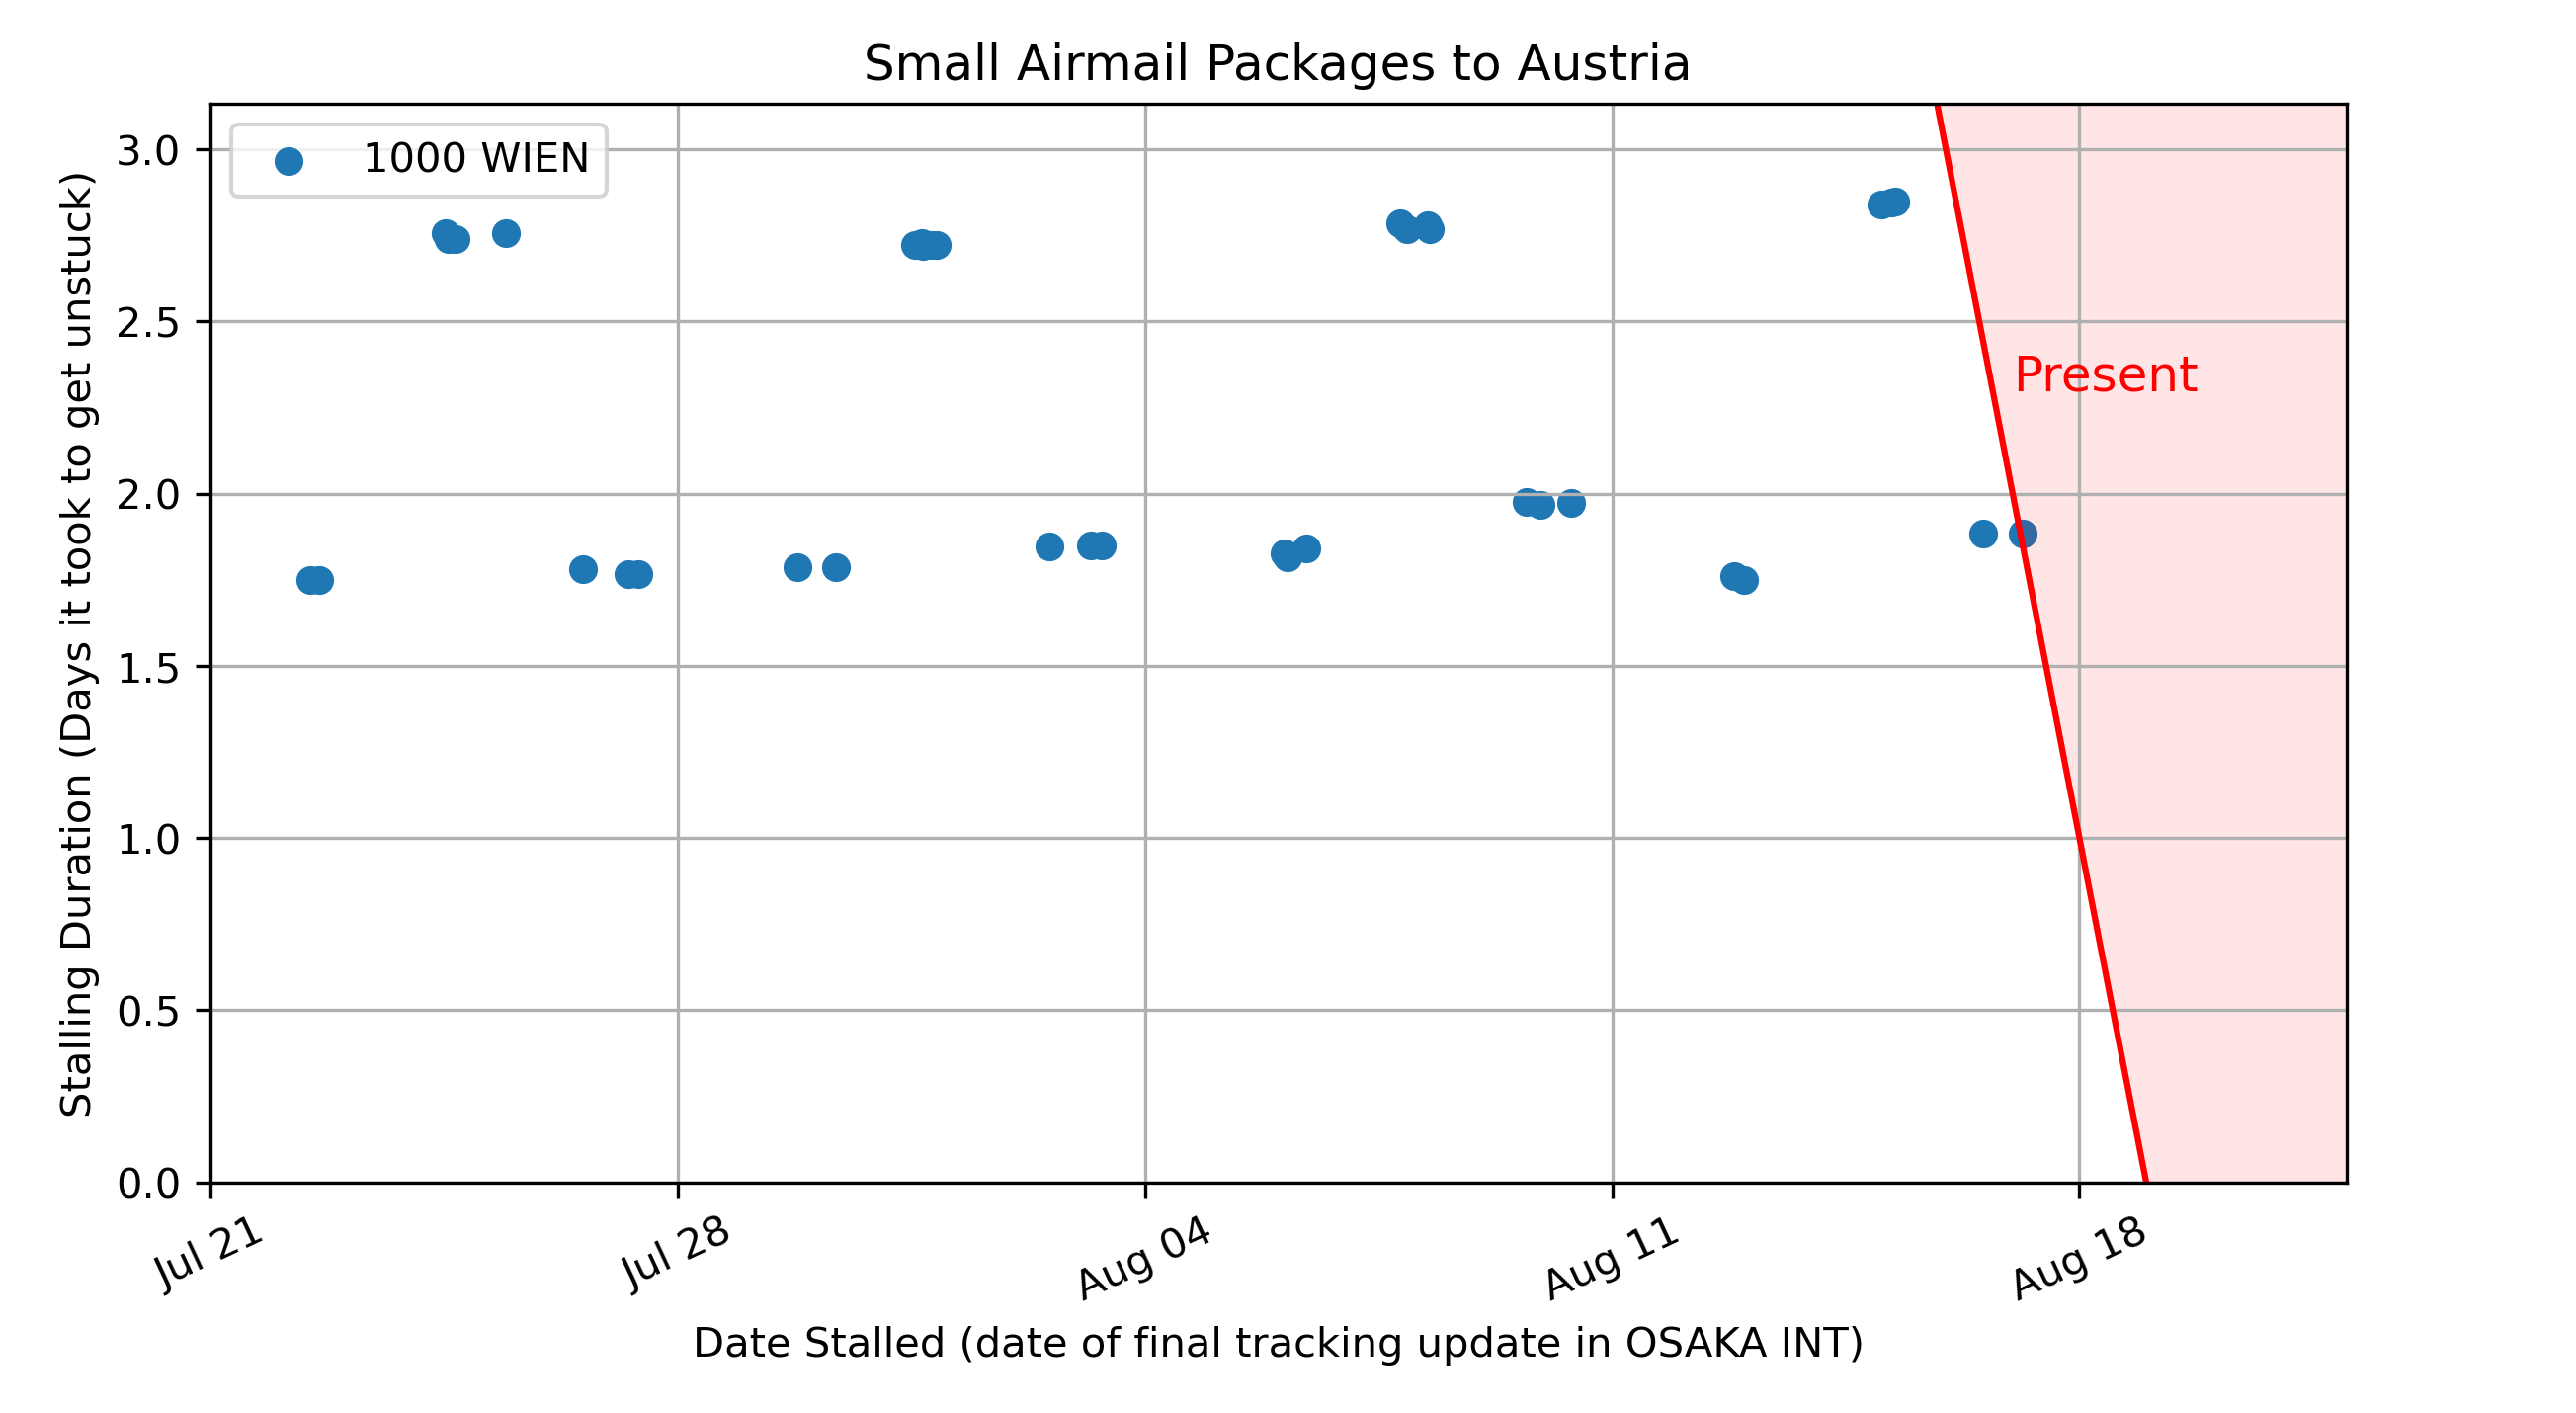 Small Airmail Packages to Austria
1000 WIEN
Present
Stalling Duration (Days it took to get unstuck)
3.0
2.5
2.0
1.5
1.0
0.5
0.0
Jul 21
Jul 28
Aug 04
Aug 11
Aug 18
Date Stalled (date of final tracking update in OSAKA INT)